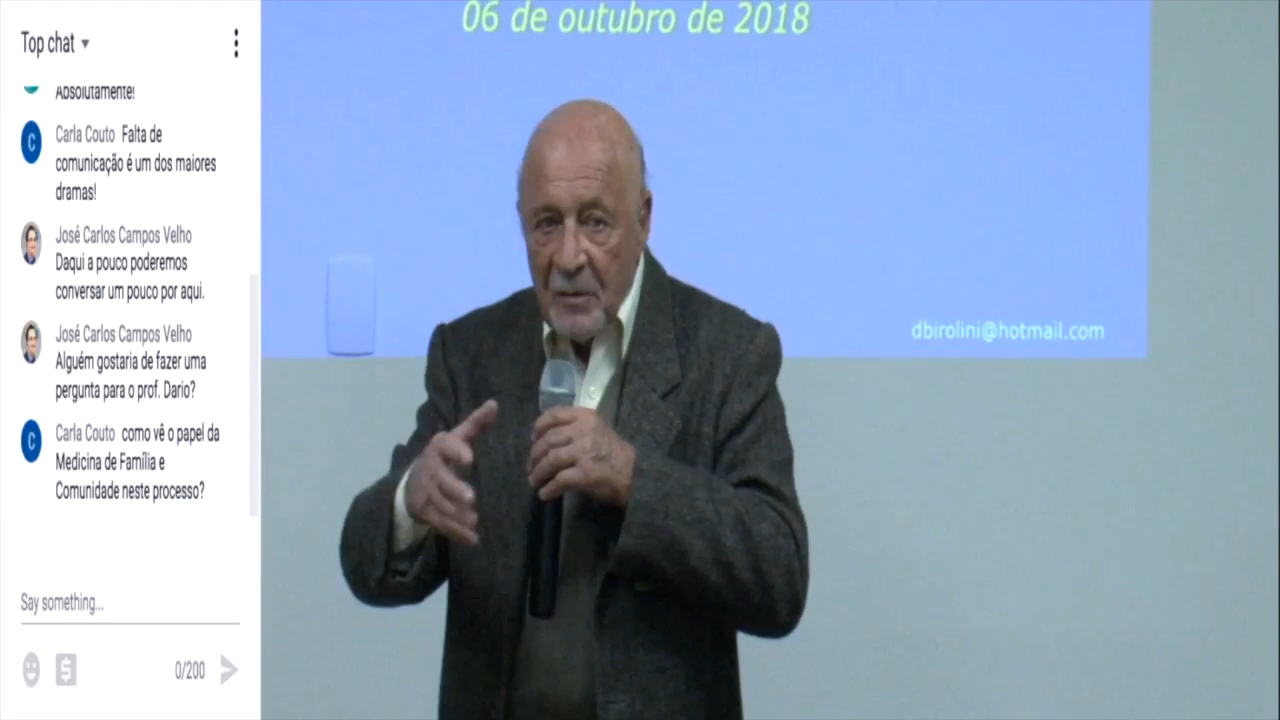 Top chat
Absolutamente!
Carla Couto Falta de
comunicação é um dos maiores
dramas!
José Carlos Campos Velho
Daqui a pouco poderemos
conversar um pouco por aqui.
José Carlos Campos Velho
Alguém gostaria de fazer uma
pergunta para o prof. Dario?
Carla Couto como vê o papel da
Medicina de Família e
Comunidade neste processo?
Say something...
0/200
C
C
06 de outubro de 2018
dbirolini@hotmail.com